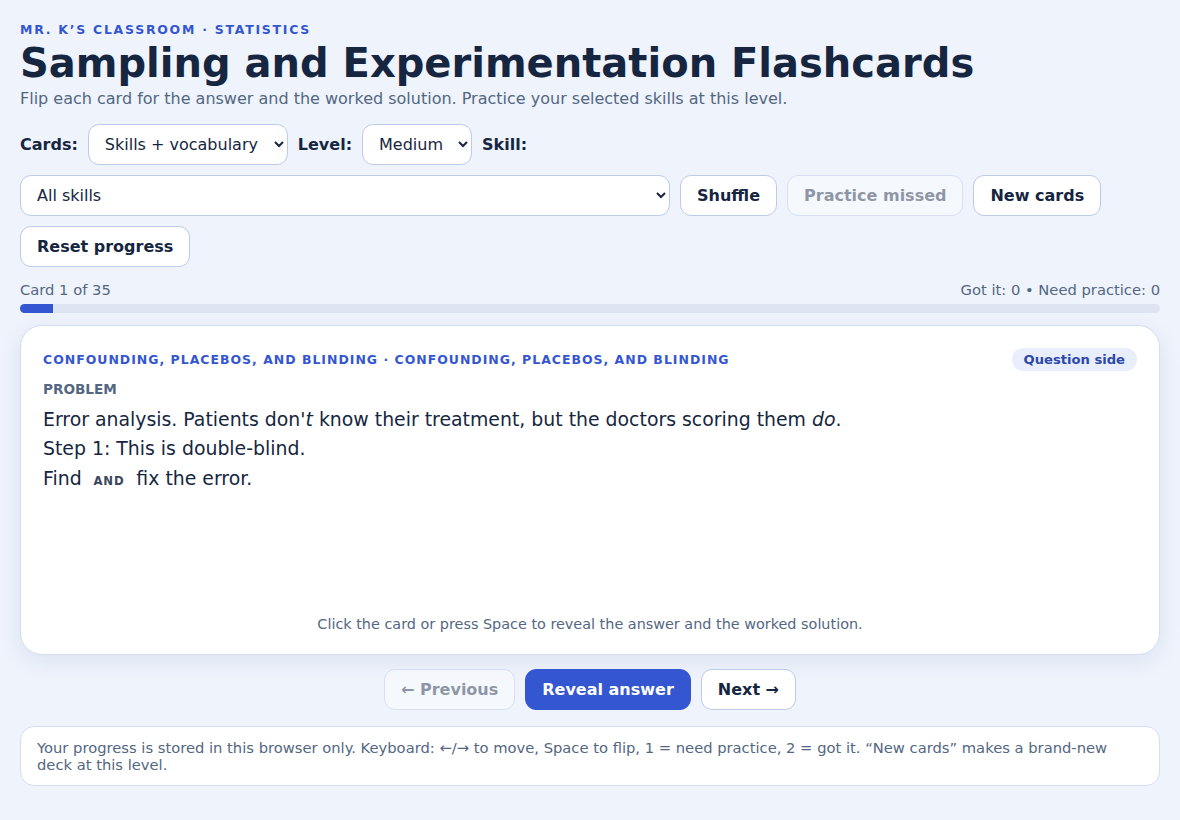 MR. K’S CLASSROOM · STATISTICS
Sampling and Experimentation Flashcards
Flip each card for the answer and the worked solution. Practice your selected skills at this level.
Cards: Skills + vocabulary Level: Medium Skill:
All skills Shuffle Practice missed New cards
Reset progress
Card 1 of 35 Got it: 0 • Need practice: 0
CONFOUNDING, PLACEBOS, AND BLINDING · CONFOUNDING, PLACEBOS, AND BLINDING Question side
PROBLEM
Error analysis. Patients don't know their treatment, but the doctors scoring them do.
Step 1: This is double-blind.
Find AND fix the error.
Click the card or press Space to reveal the answer and the worked solution.
← Previous Reveal answer Next →
Your progress is stored in this browser only. Keyboard: ←/→ to move, Space to flip, 1 = need practice, 2 = got it. “New cards” makes a brand-new
deck at this level.